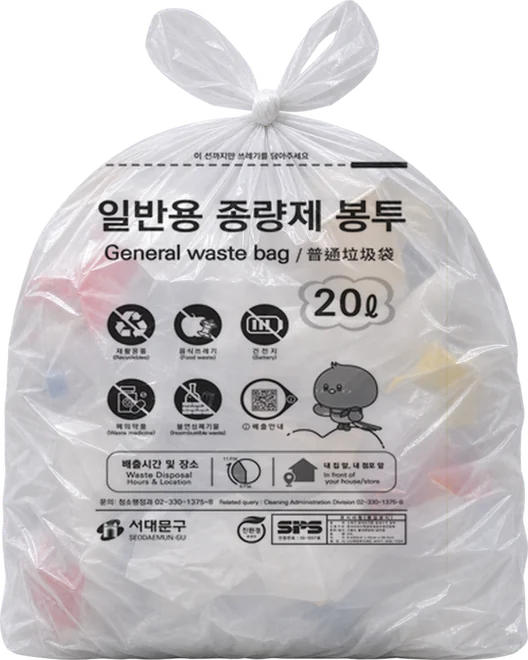 이 선까지만 쓰레기를 담아주세요
일반용 종량제 봉투
General waste bag / 普通垃圾袋
20ℓ
재활용품
(Recyclables)
음식쓰레기
(Food waste)
건전지
(Battery)
폐의약품
(Waste medicine)
불연성폐기물
ⓘ 배출안내
배출시간 및 장소
Waste Disposal
Hours & Location
내 집 앞, 내 점포 앞
In front of
your house/store
문의: 청소행정과 02-330-1375~8 Related query : Cleaning Administration Division 02-330-1375~8
서대문구
SEODAEMUN-GU
친환경
SPS